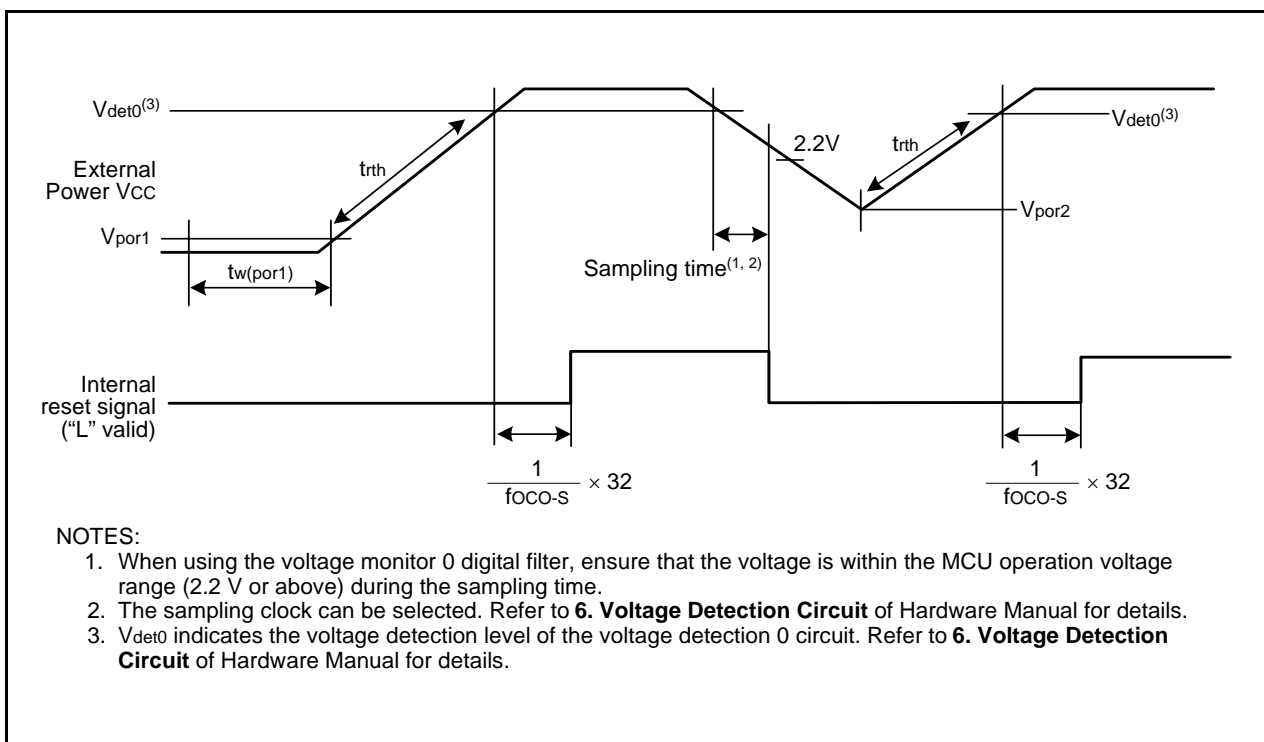 Vdet0(3)
External
Power VCC
Vpor1
tw(por1)
trth
Sampling time(1, 2)
2.2V
trth
Vdet0(3)
Vpor2
Internal
reset signal
(“L” valid)
1
fOCO-S
× 32
1
fOCO-S
× 32
NOTES:
1. When using the voltage monitor 0 digital filter, ensure that the voltage is within the MCU operation voltage
range (2.2 V or above) during the sampling time.
2. The sampling clock can be selected. Refer to 6. Voltage Detection Circuit of Hardware Manual for details.
3. Vdet0 indicates the voltage detection level of the voltage detection 0 circuit. Refer to 6. Voltage Detection
Circuit of Hardware Manual for details.